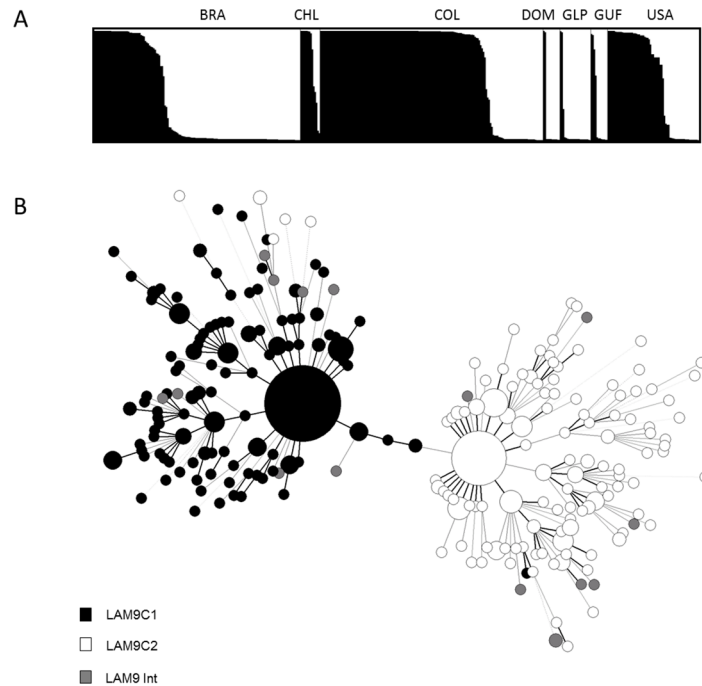 A
BRA CHL COL DOM GLP GUF USA
B
LAM9C1
LAM9C2
LAM9 Int